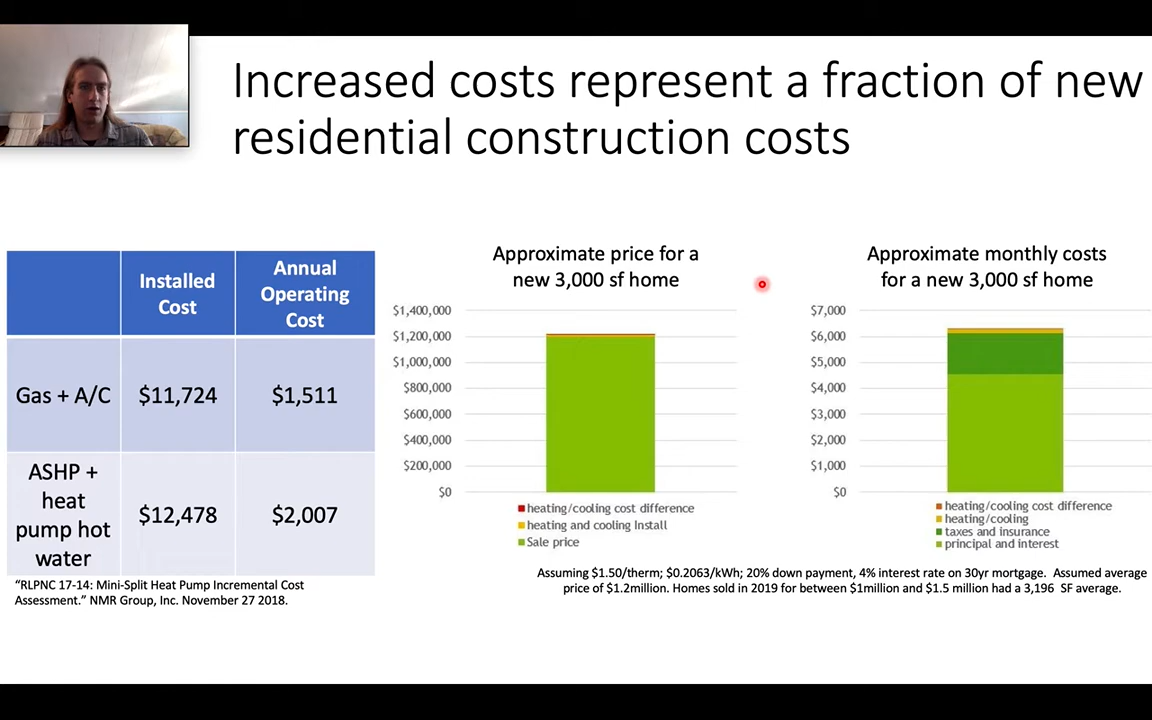 Increased costs represent a fraction of new
residential construction costs
Installed
Cost
Annual
Operating
Cost
Gas + A/C
$11,724
$1,511
ASHP +
heat
pump hot
water
$12,478
$2,007
"RLPNC 17-14: Mini-Split Heat Pump Incremental Cost
Assessment." NMR Group, Inc. November 27 2018.
Approximate price for a
new 3,000 sf home
$1,400,000
$1,200,000
$1,000,000
$800,000
$600,000
$400,000
$200,000
$0
heating/cooling cost difference
heating and cooling Install
Sale price
Approximate monthly costs
for a new 3,000 sf home
$7,000
$6,000
$5,000
$4,000
$3,000
$2,000
$1,000
$0
heating/cooling cost difference
heating/cooling
taxes and insurance
principal and interest
Assuming $1.50/therm; $0.2063/kWh; 20% down payment, 4% interest rate on 30yr mortgage. Assumed average
price of $1.2million. Homes sold in 2019 for between $1million and $1.5 million had a 3,196 SF average.